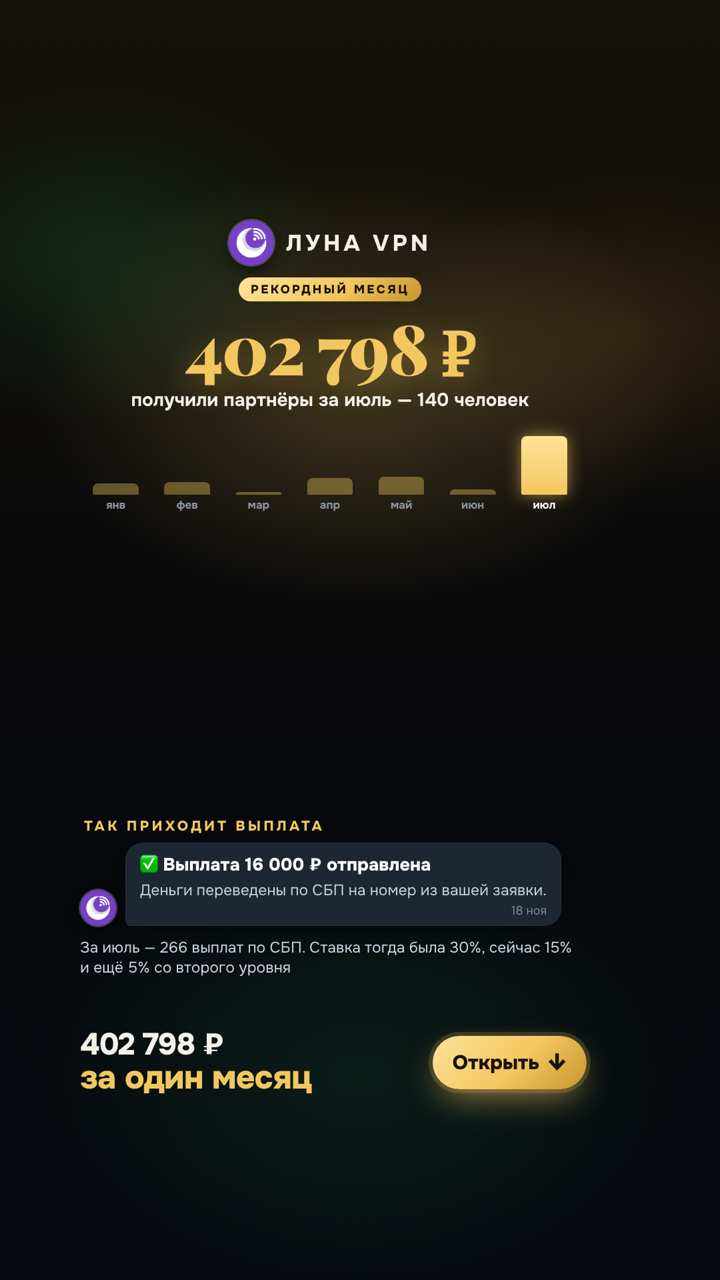 ЛУНА VPN
РЕКОРДНЫЙ МЕСЯЦ
402 798 ₽
получили партнёры за июль — 140 человек
янв фев мар апр май июн июл
ТАК ПРИХОДИТ ВЫПЛАТА
✅ Выплата 16 000 ₽ отправлена
Деньги переведены по СБП на номер из вашей заявки.
18 ноя
За июль — 266 выплат по СБП. Ставка тогда была 30%, сейчас 15%
и ещё 5% со второго уровня
402 798 ₽
за один месяц
Открыть ↓